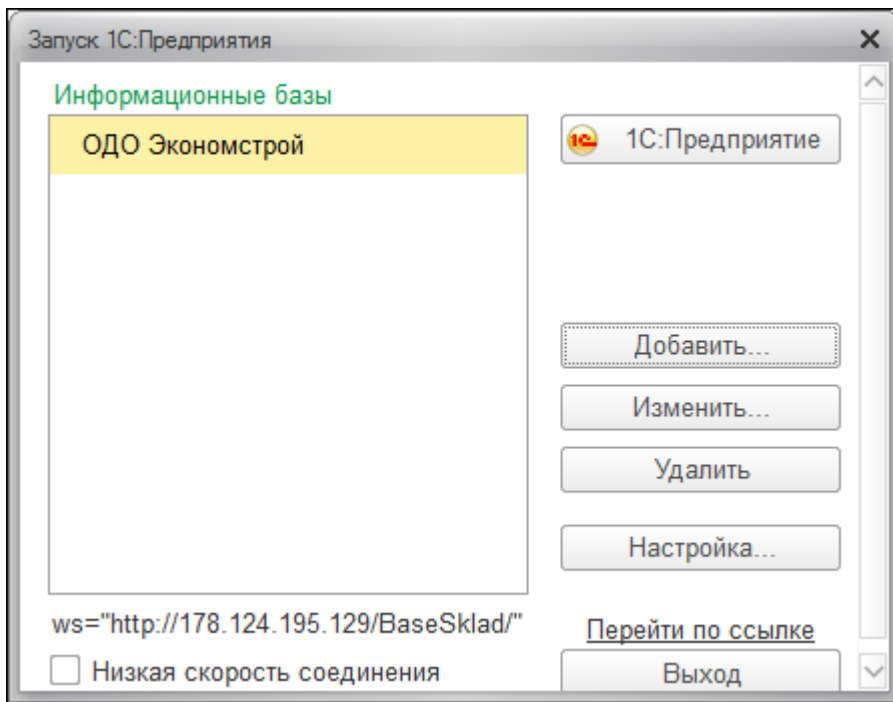 Запуск 1С:Предприятия
Информационные базы
ОДО Экономстрой
1С:Предприятие
Добавить...
Изменить...
Удалить
Настройка...
ws="http://178.124.195.129/BaseSklad/"
Перейти по ссылке
Низкая скорость соединения
Выход